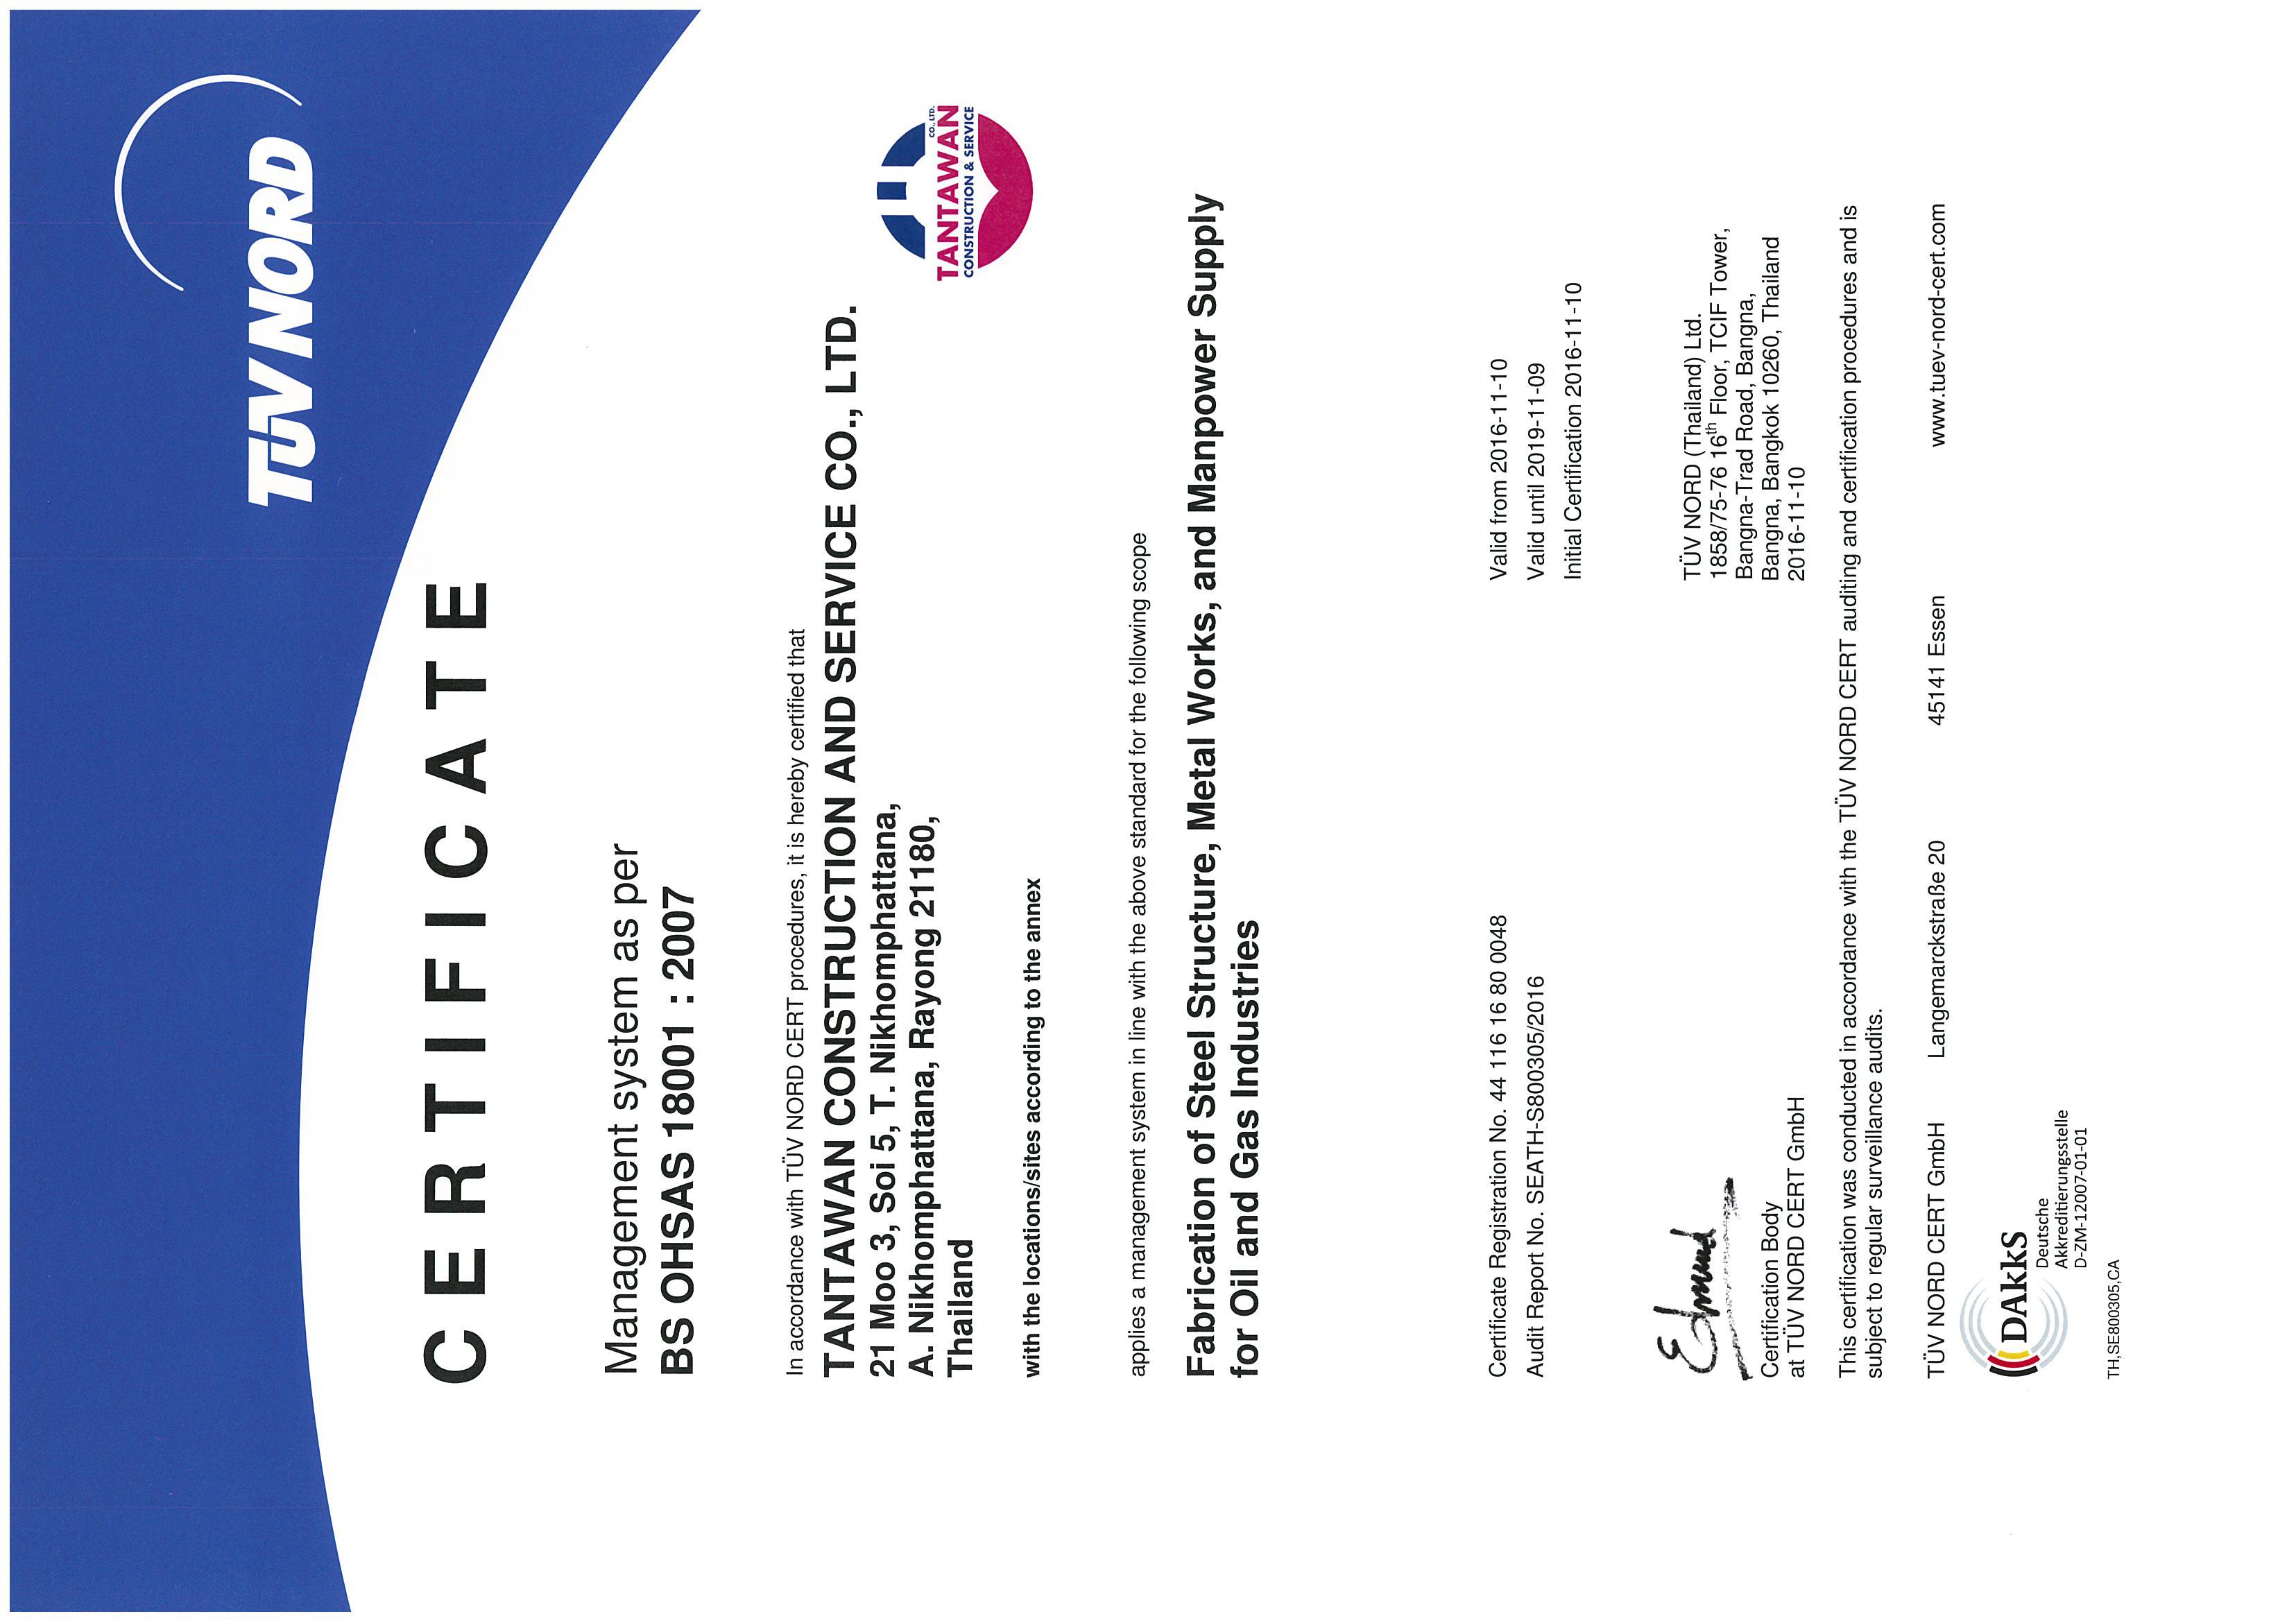 TÜV NORD
CERTIFICATE
Management system as per
BS OHSAS 18001 : 2007
In accordance with TÜV NORD CERT procedures, it is hereby certified that
TANTAWAN CONSTRUCTION AND SERVICE CO., LTD.
21 Moo 3, Soi 5, T. Nikhomphattana,
A. Nikhomphattana, Rayong 21180,
Thailand
CO., LTD.
TANTAWAN
CONSTRUCTION & SERVICE
with the locations/sites according to the annex
applies a management system in line with the above standard for the following scope
Fabrication of Steel Structure, Metal Works, and Manpower Supply
for Oil and Gas Industries
Certificate Registration No. 44 116 16 80 0048
Audit Report No. SEATH-S800305/2016
Valid from 2016-11-10
Valid until 2019-11-09
Initial Certification 2016-11-10
Edmund
Certification Body
at TÜV NORD CERT GmbH
TÜV NORD (Thailand) Ltd.
1858/75-76 16th Floor, TCIF Tower,
Bangna-Trad Road, Bangna,
Bangna, Bangkok 10260, Thailand
2016-11-10
This certification was conducted in accordance with the TÜV NORD CERT auditing and certification procedures and is
subject to regular surveillance audits.
TÜV NORD CERT GmbH Langemarckstraße 20 45141 Essen www.tuev-nord-cert.com
DAkkS
Deutsche
Akkreditierungsstelle
D-ZM-12007-01-01
TH,SE800305,CA